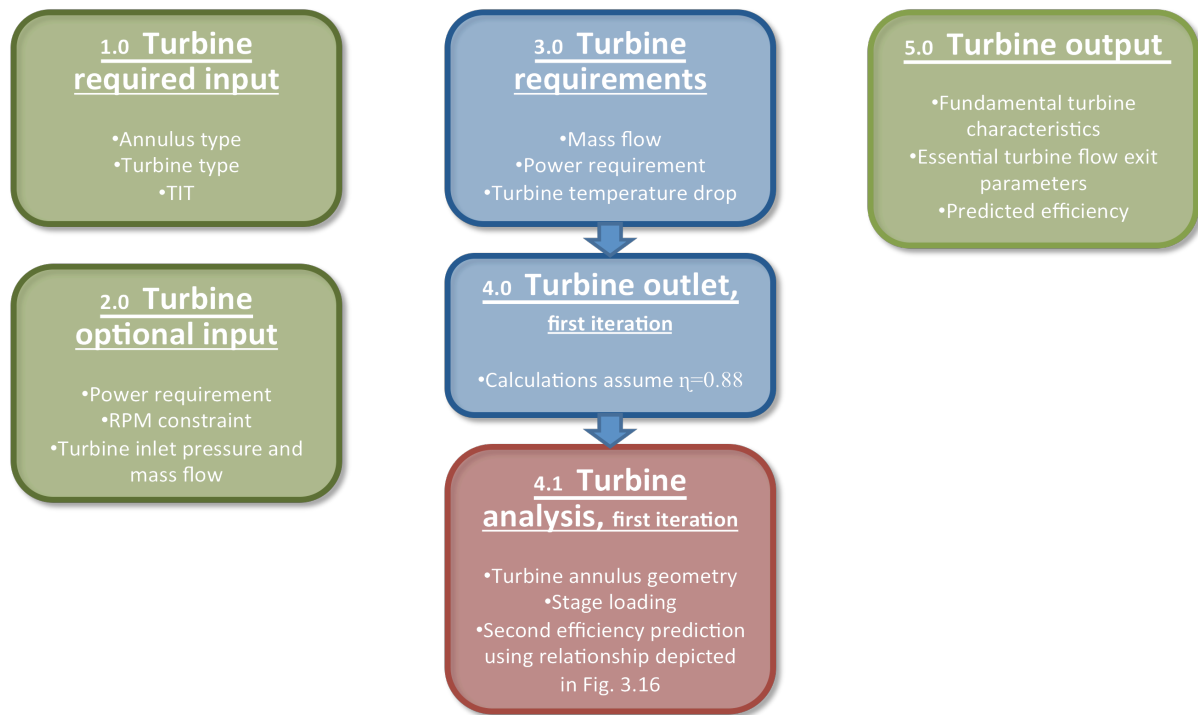 1.0 Turbine
required input
•Annulus type
•Turbine type
•TIT
2.0 Turbine
optional input
•Power requirement
•RPM constraint
•Turbine inlet pressure and
mass flow
3.0 Turbine
requirements
•Mass flow
•Power requirement
•Turbine temperature drop
4.0 Turbine outlet,
first iteration
•Calculations assume η=0.88
4.1 Turbine
analysis, first iteration
•Turbine annulus geometry
•Stage loading
•Second efficiency prediction
using relationship depicted
in Fig. 3.16
5.0 Turbine output
•Fundamental turbine
characteristics
•Essential turbine flow exit
parameters
•Predicted efficiency